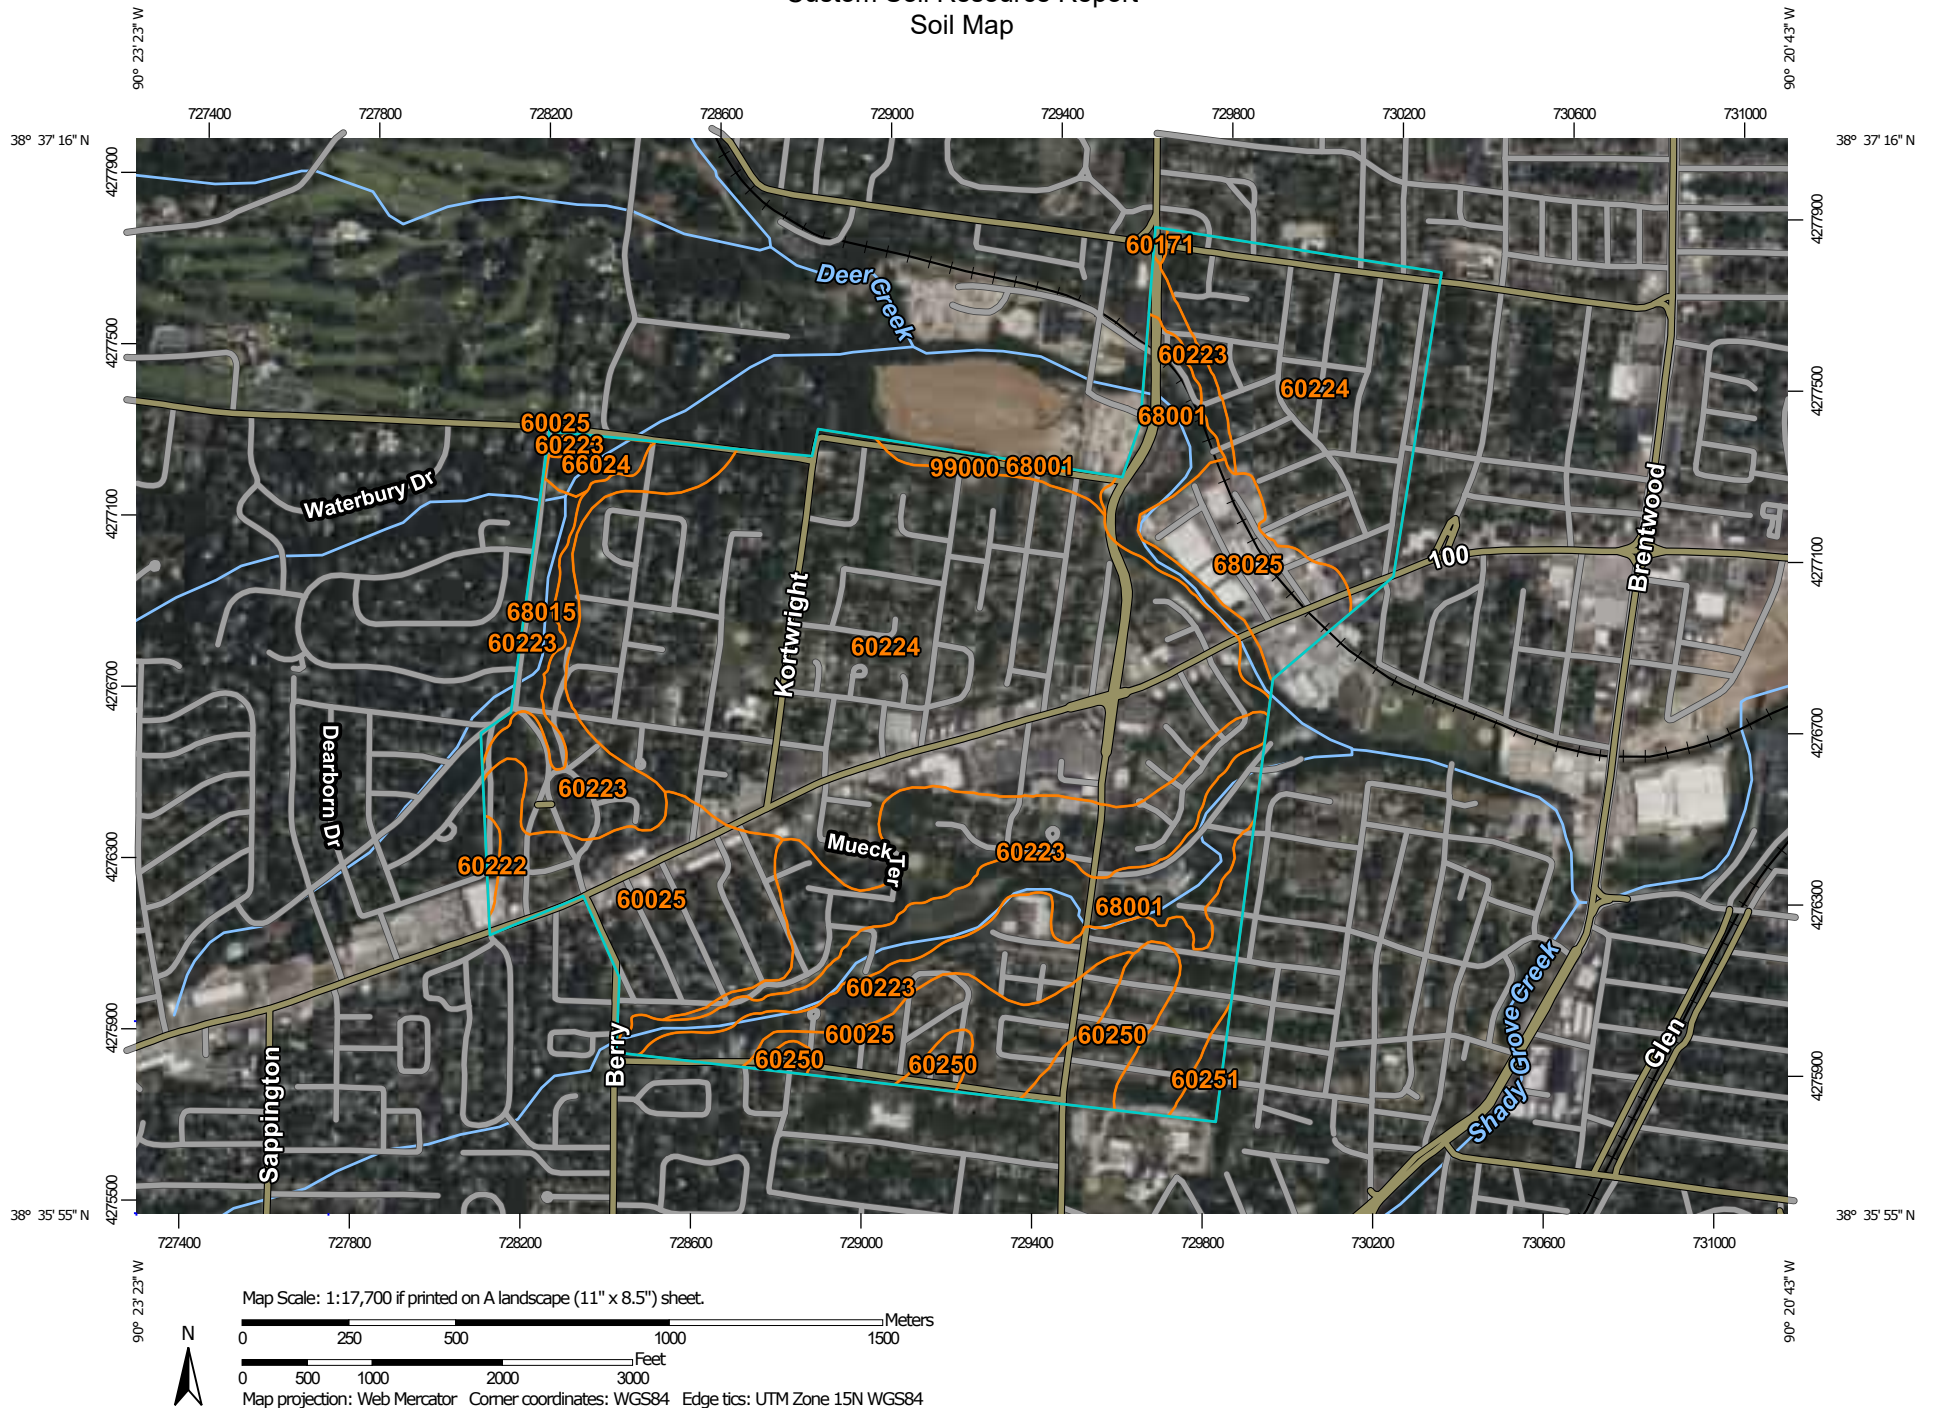 Custom Soil Resource Report
Soil Map
90° 23' 23" W
90° 20' 43" W
727400
727800
728200
728600
729000
729400
729800
730200
730600
731000
38° 37' 16" N
38° 37' 16" N
4277900
4277500
4277100
4276700
4276300
4275900
4275500
4277900
4277500
4277100
4276700
4276300
4275900
60171
Deer Creek
60223
60224
68001
60025
60223
66024
99000
68001
Waterbury Dr
Brentwood
100
68025
68015
60223
Kortwright
60224
Dearborn Dr
60223
Mueck Ter
60223
60222
60025
68001
60223
60025
60250
60250
60250
60251
Berry
Sappington
Glen
Shady Grove Creek
38° 35' 55" N
38° 35' 55" N
727400
727800
728200
728600
729000
729400
729800
730200
730600
731000
90° 23' 23" W
90° 20' 43" W
Map Scale: 1:17,700 if printed on A landscape (11" x 8.5") sheet.
N
Meters
0 250 500 1000 1500
Feet
0 500 1000 2000 3000
Map projection: Web Mercator Corner coordinates: WGS84 Edge tics: UTM Zone 15N WGS84